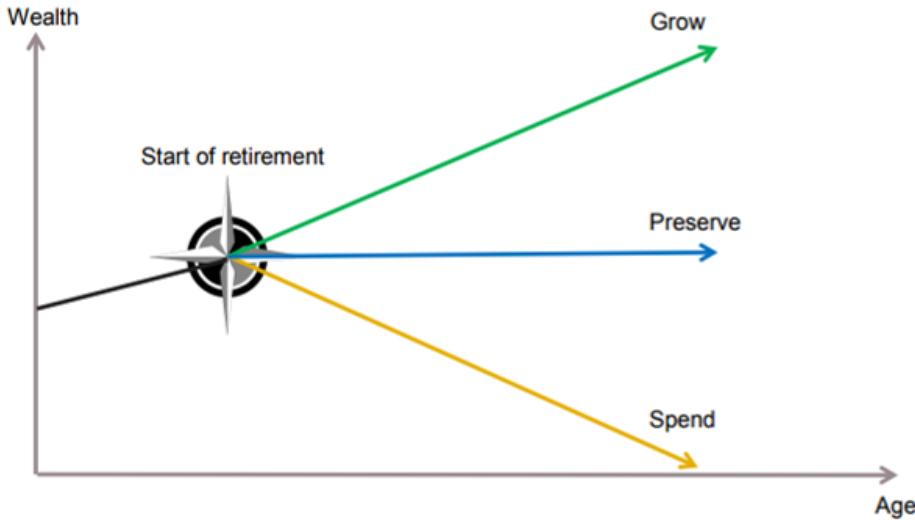 Wealth
Grow
Start of retirement
Preserve
Spend
Age